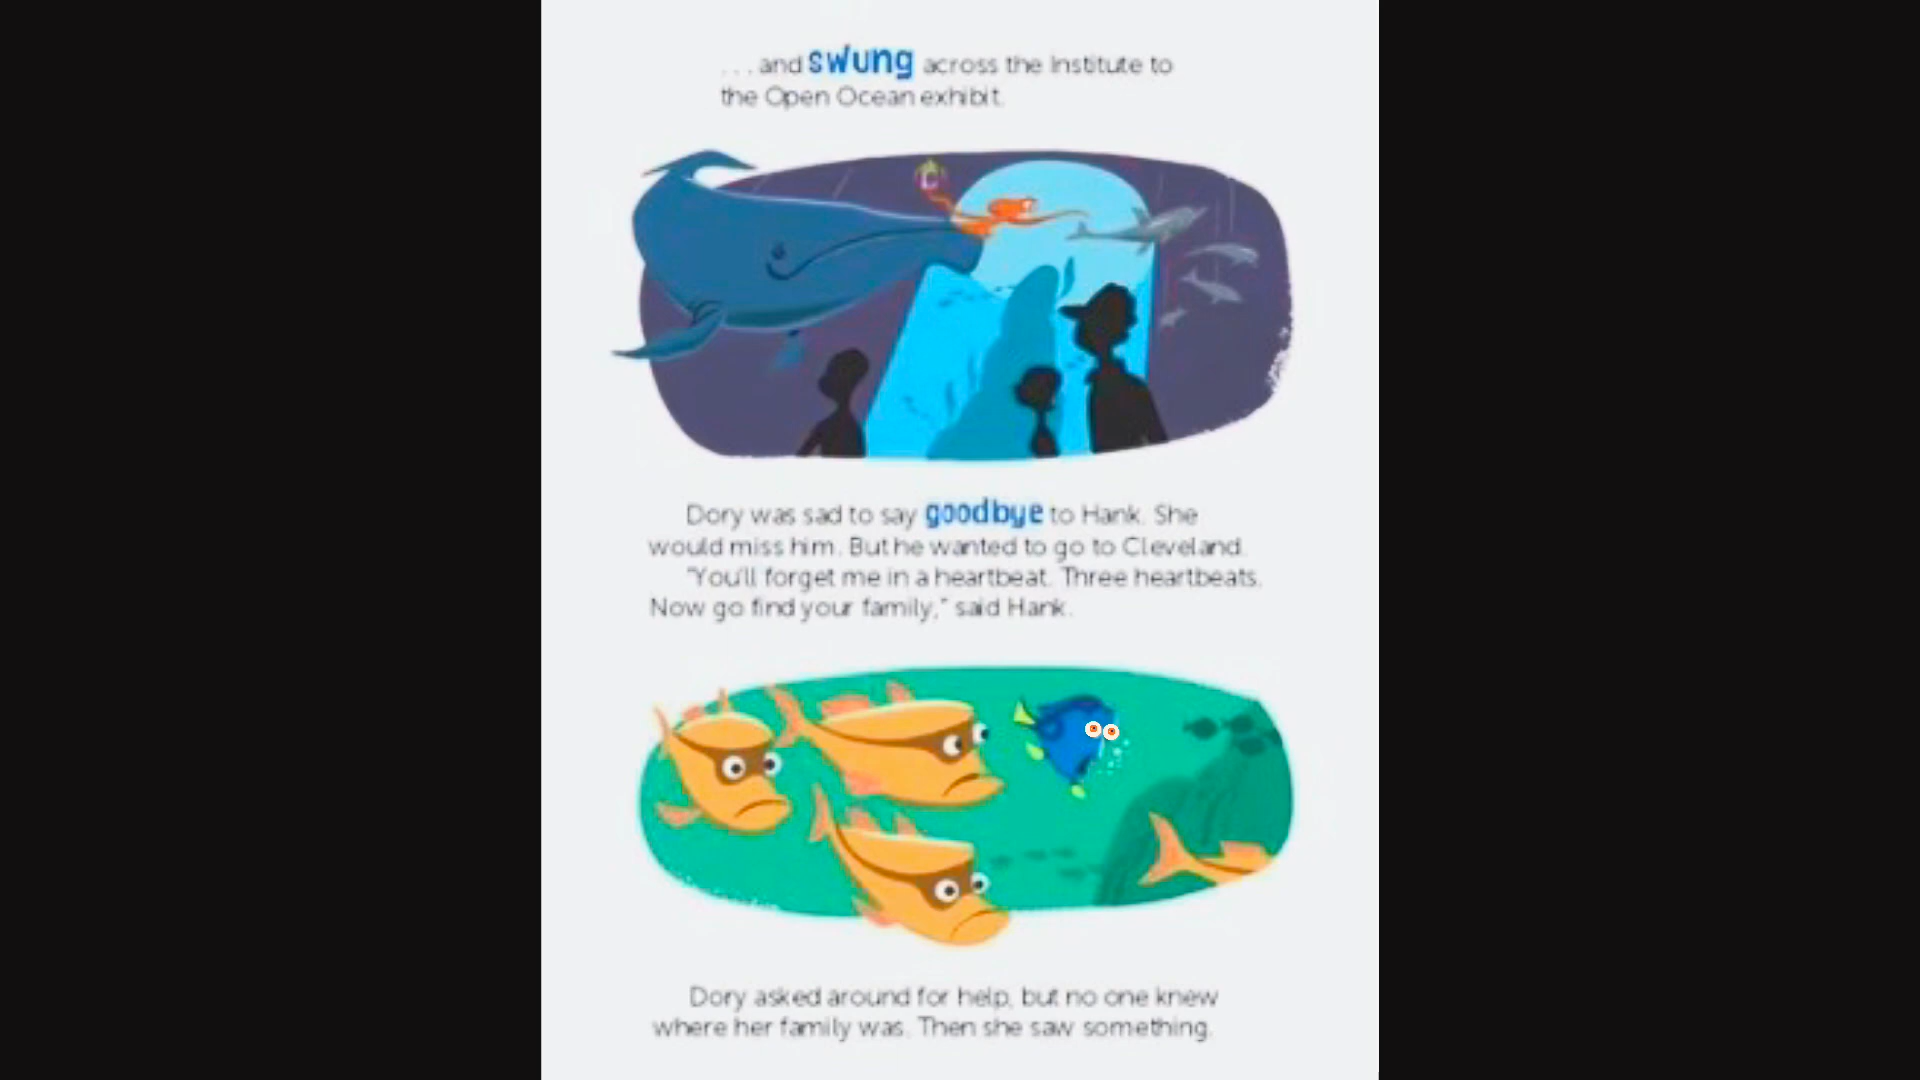 . . . and swung across the Institute to
the Open Ocean exhibit.
Dory was sad to say goodbye to Hank. She
would miss him. But he wanted to go to Cleveland.
"You'll forget me in a heartbeat. Three heartbeats.
Now go find your family," said Hank.
Dory asked around for help, but no one knew
where her family was. Then she saw something.